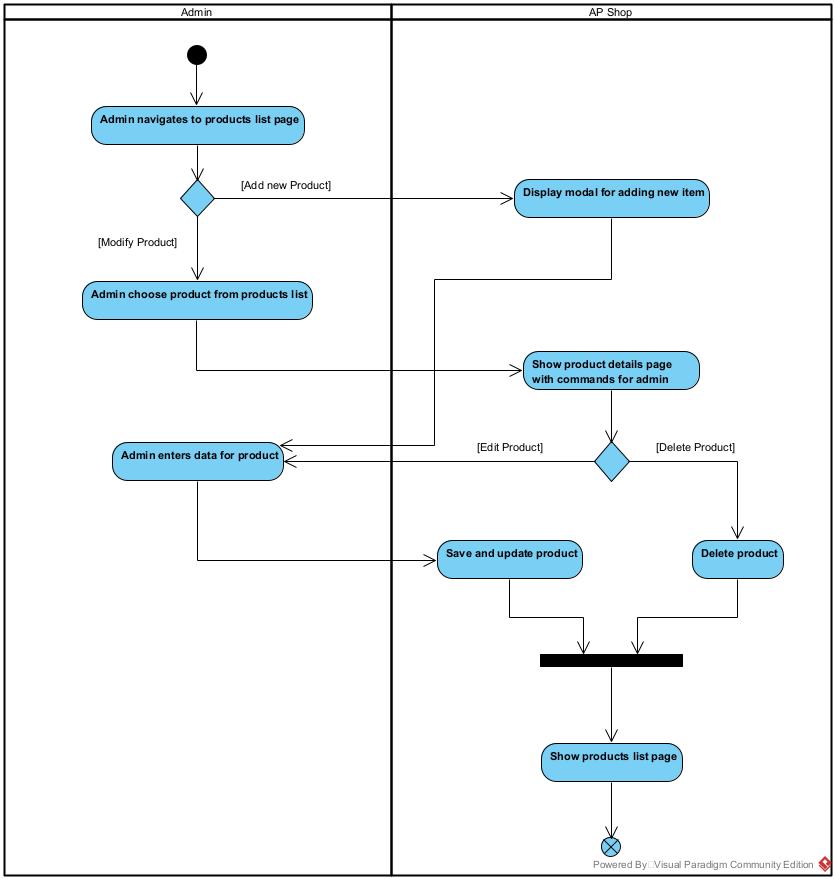 Admin
AP Shop
Admin navigates to products list page
[Add new Product]
Display modal for adding new item
[Modify Product]
Admin choose product from products list
Show product details page
with commands for admin
[Edit Product]
[Delete Product]
Admin enters data for product
Save and update product
Delete product
Show products list page
Powered By Visual Paradigm Community Edition